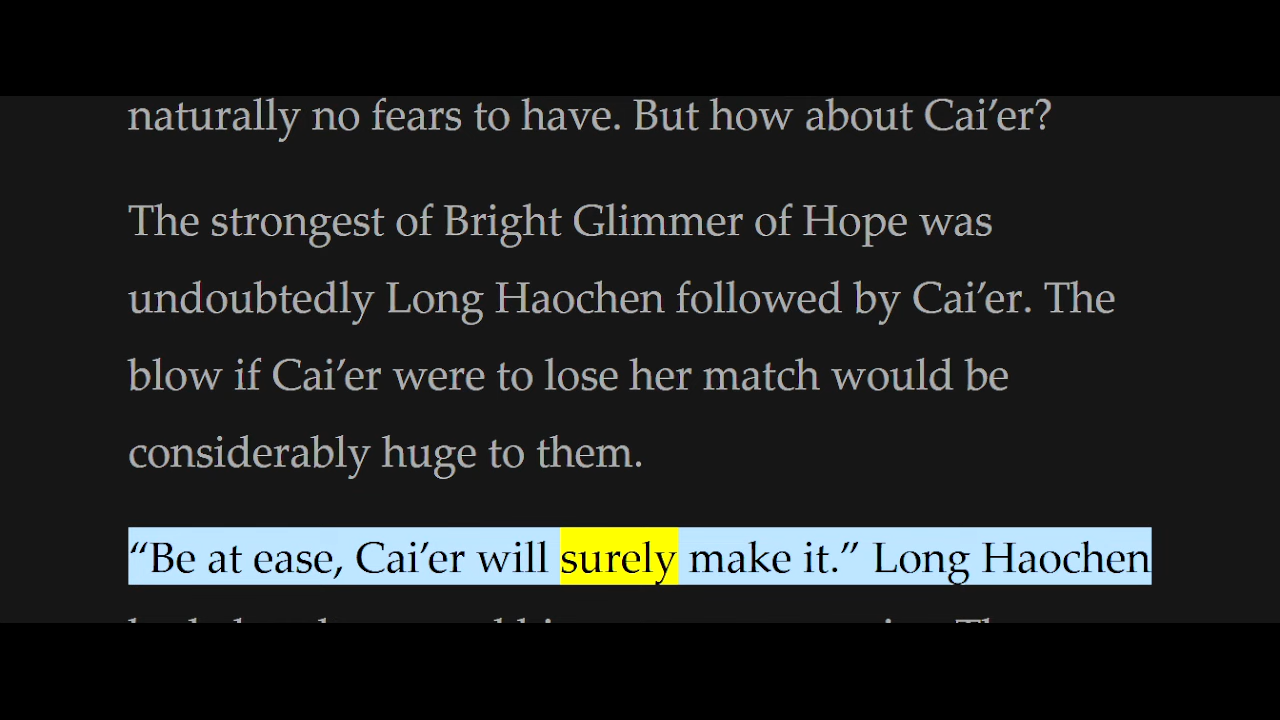 naturally no fears to have. But how about Cai’er?
The strongest of Bright Glimmer of Hope was
undoubtedly Long Haochen followed by Cai’er. The
blow if Cai’er were to lose her match would be
considerably huge to them.
“Be at ease, Cai’er will surely make it.” Long Haochen